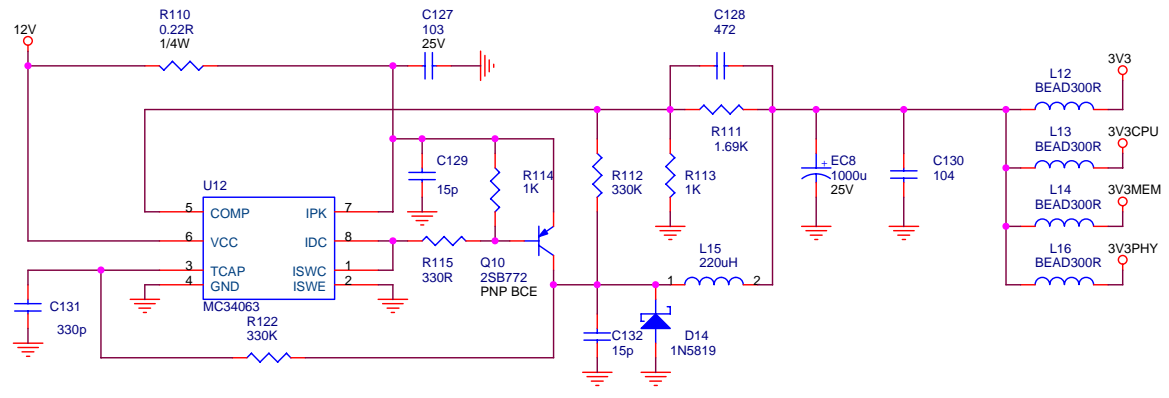 12V
R110
0.22R
1/4W
C127
103
25V
C128
472
R111
1.69K
L12
BEAD300R
3V3
L13
BEAD300R
3V3CPU
L14
BEAD300R
3V3MEM
L16
BEAD300R
3V3PHY
C129
15p
R114
1K
R112
330K
R113
1K
+
EC8
1000u
25V
C130
104
U12
5
COMP
IPK
7
6
VCC
IDC
8
3
TCAP
ISWC
1
4
GND
ISWE
2
MC34063
R115
330R
Q10
2SB772
PNP BCE
L15
220uH
1
2
C131
330p
R122
330K
C132
15p
D14
1N5819